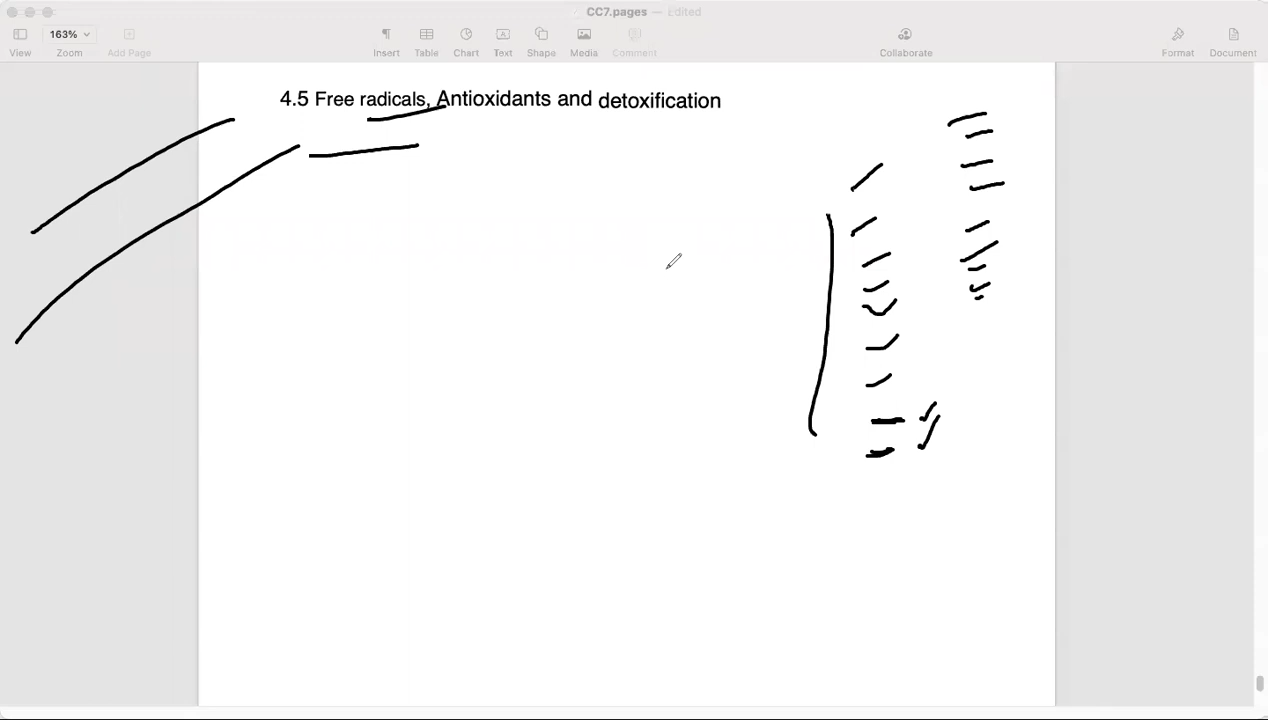 CC7.pages — Edited
163%
View Zoom Add Page Insert Table Chart Text Shape Media Comment Collaborate Format Document
4.5 Free radicals, Antioxidants and detoxification